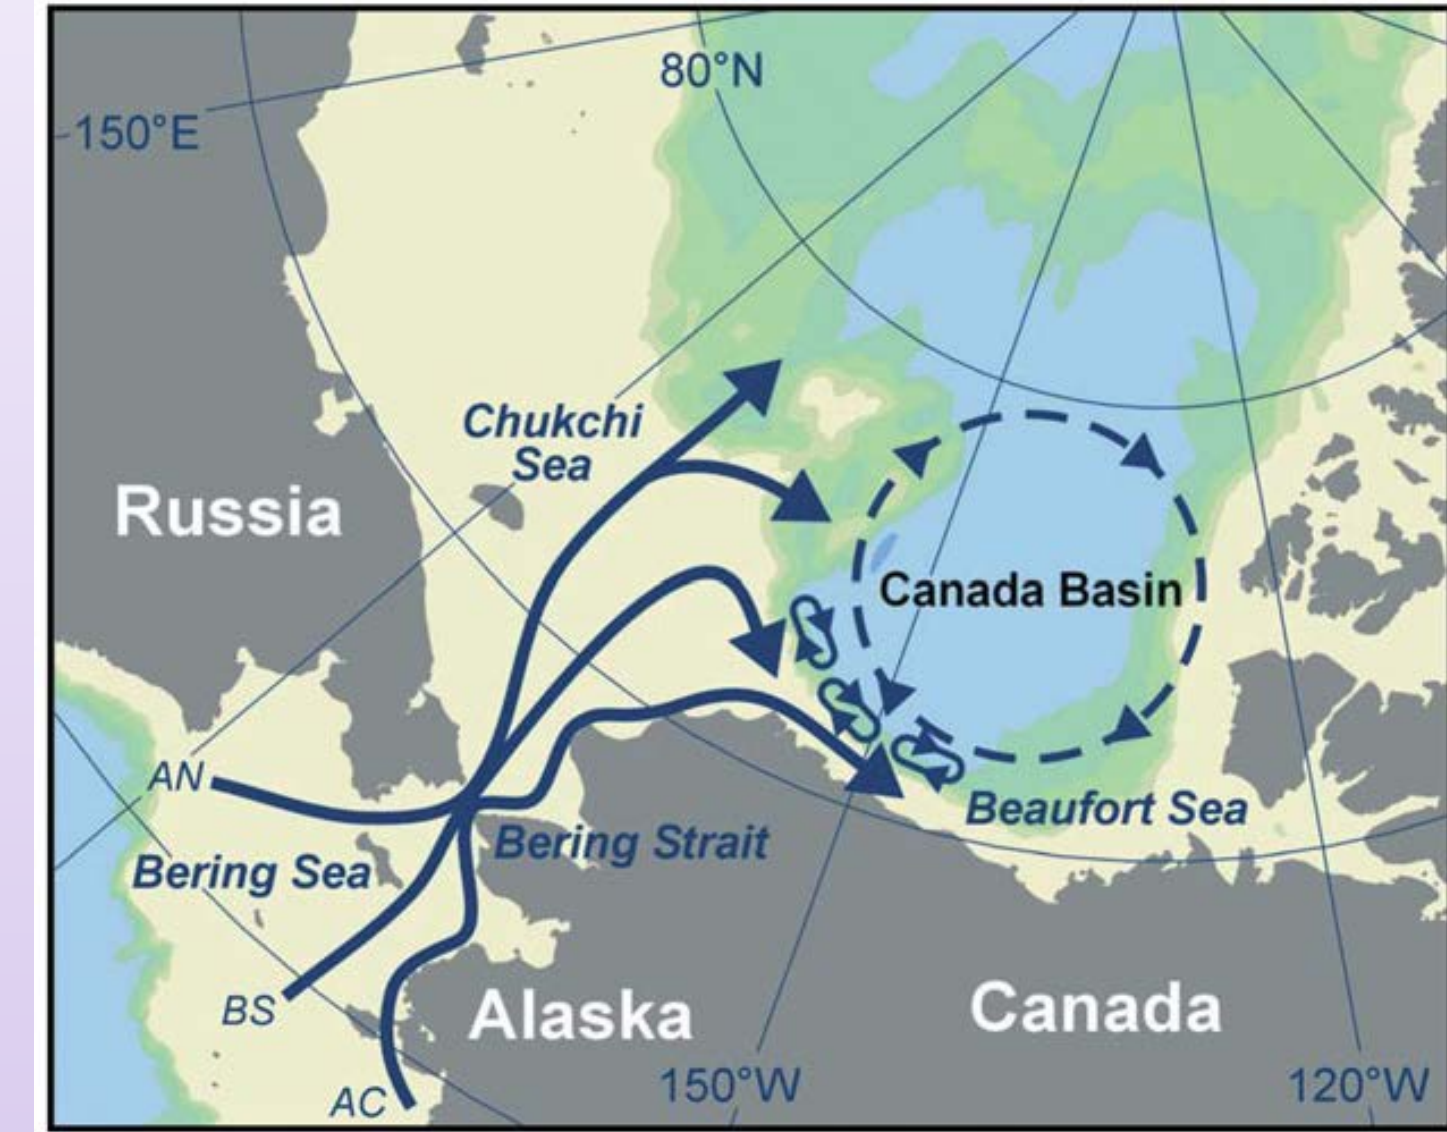 80°N
150°E
Chukchi
Sea
Russia
Canada Basin
AN
Bering Sea
Bering Strait
Beaufort Sea
BS
Alaska
Canada
AC
150°W
120°W